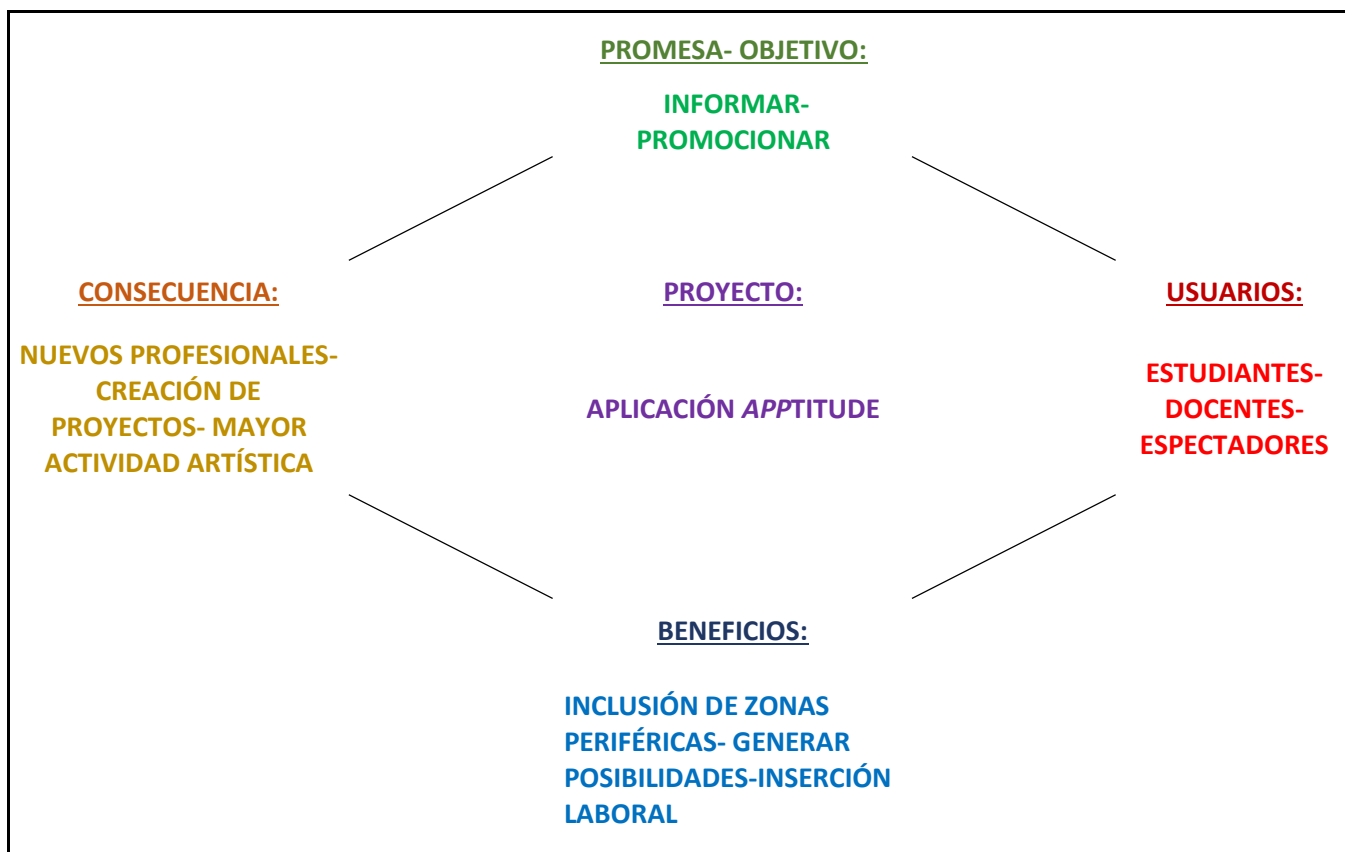 PROMESA- OBJETIVO:
INFORMAR-
PROMOCIONAR
CONSECUENCIA:
NUEVOS PROFESIONALES-
CREACIÓN DE
PROYECTOS- MAYOR
ACTIVIDAD ARTÍSTICA
PROYECTO:
APLICACIÓN APPTITUDE
USUARIOS:
ESTUDIANTES-
DOCENTES-
ESPECTADORES
BENEFICIOS:
INCLUSIÓN DE ZONAS
PERIFÉRICAS- GENERAR
POSIBILIDADES-INSERCIÓN
LABORAL